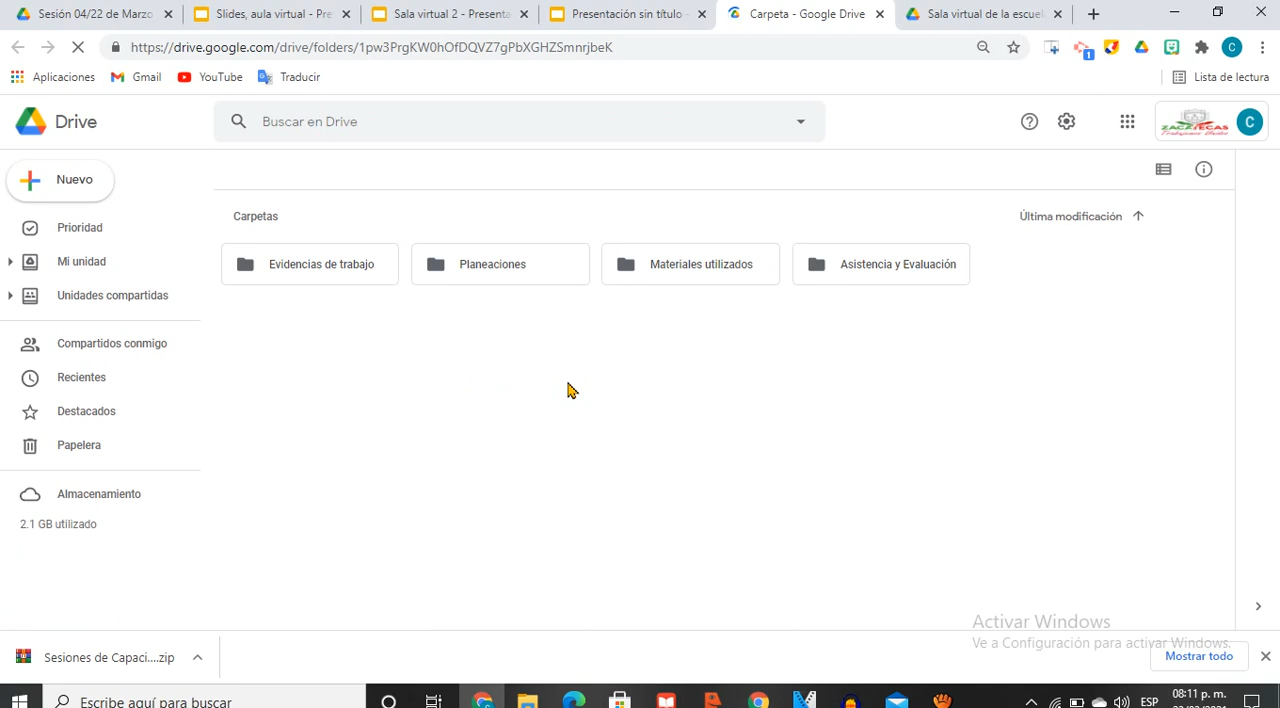 Sesión 04/22 de Marzo
Slides, aula virtual - Pre
Sala virtual 2 - Presenta
Presentación sin título -
Carpeta - Google Drive
Sala virtual de la escuel
https://drive.google.com/drive/folders/1pw3PrgKW0hOfDQVZ7gPbXGHZSmnrjbeK
1
C
Aplicaciones
Gmail
YouTube
Traducir
Lista de lectura
Drive
Buscar en Drive
ZACATECAS
C
Nuevo
Prioridad
Mi unidad
Unidades compartidas
Compartidos conmigo
Recientes
Destacados
Papelera
Almacenamiento
2.1 GB utilizado
Carpetas
Última modificación
Evidencias de trabajo
Planeaciones
Materiales utilizados
Asistencia y Evaluación
Activar Windows
Ve a Configuración para activar Windows.
Sesiones de Capaci....zip
Mostrar todo
Escribe aquí para buscar
ESP
08:11 p. m.